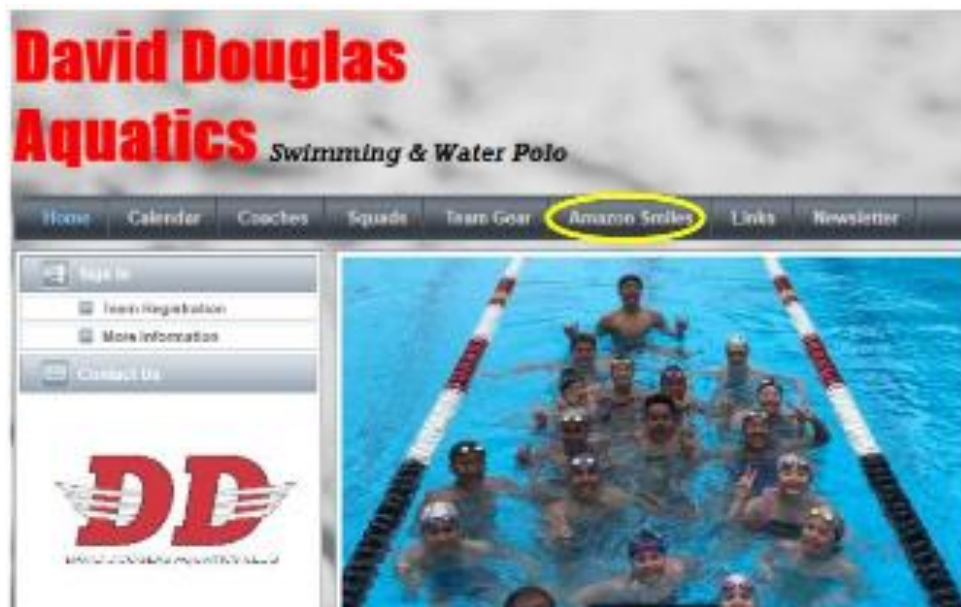 David Douglas
Aquatics Swimming & Water Polo
Home Calendar Coaches Squads Team Gear Amazon Smiles Links Newsletter
Sign In
Team Registration
More Information
Contact Us
DD